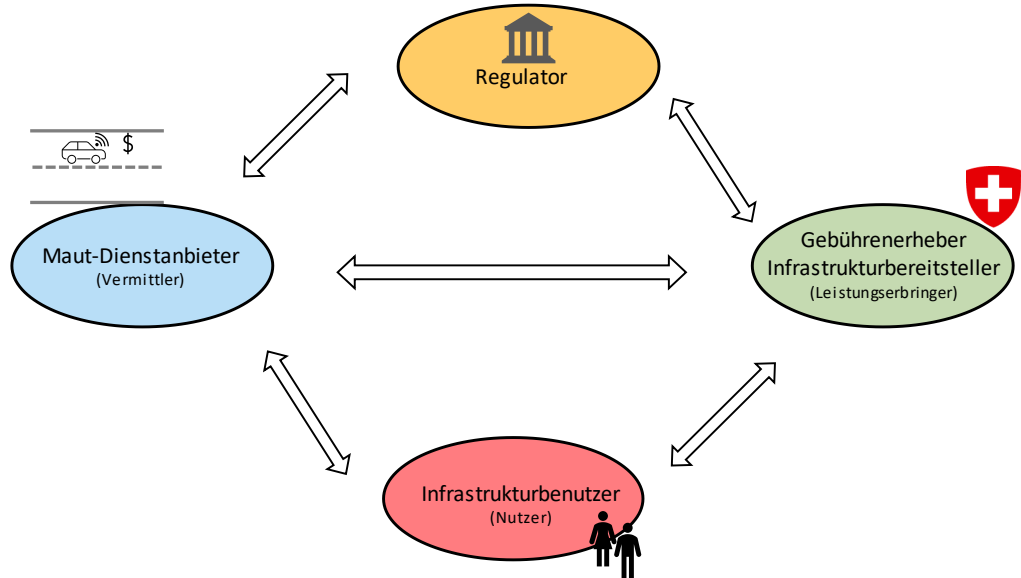 Regulator
$
Maut-Dienstanbieter
(Vermittler)
Gebührenerheber
Infrastrukturbereitsteller
(Leistungserbringer)
Infrastrukturbenutzer
(Nutzer)